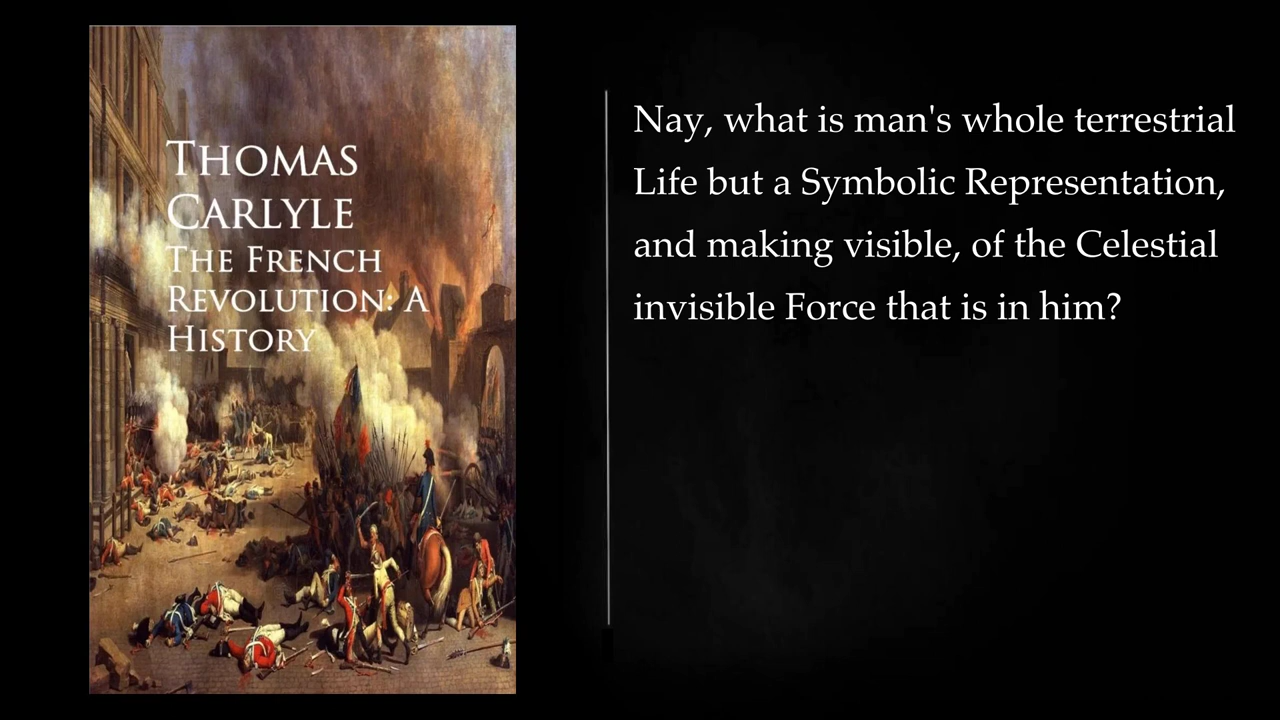 THOMAS
CARLYLE
THE FRENCH
REVOLUTION: A
HISTORY
Nay, what is man's whole terrestrial
Life but a Symbolic Representation,
and making visible, of the Celestial
invisible Force that is in him?